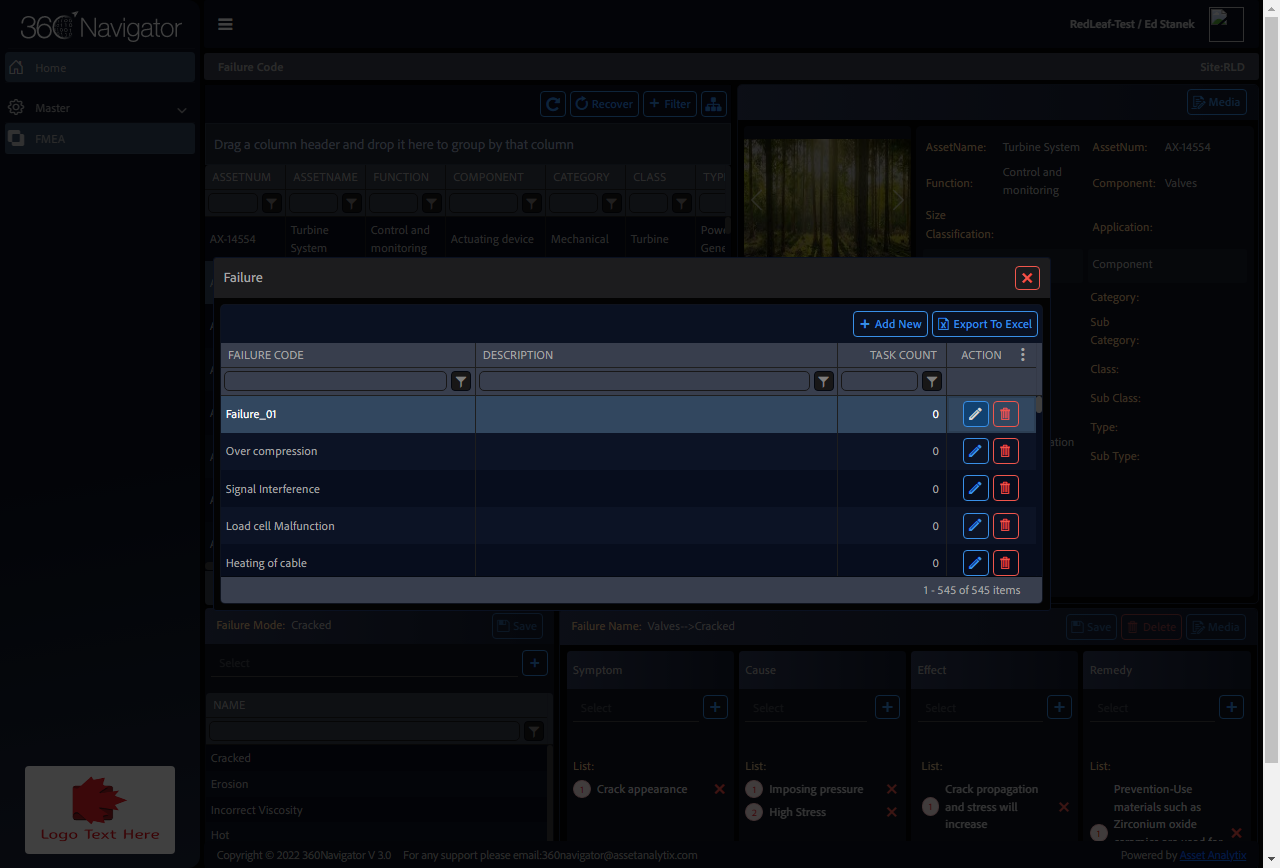 360 Navigator
RedLeaf-Test / Ed Stanek
Home
Master
FMEA
Failure Code
Site:RLD
Recover
Filter
Media
Drag a column header and drop it here to group by that column
ASSETNUM ASSETNAME FUNCTION COMPONENT CATEGORY CLASS
AX-14554 Turbine System Control and monitoring Actuating device Mechanical Turbine
AssetName: Turbine System AssetNum: AX-14554
Function: Control and monitoring Component: Valves
Size Classification: Application:
Component
Category:
Sub Category:
Class:
Sub Class:
Type:
Sub Type:
Failure
Add New Export To Excel
FAILURE CODE DESCRIPTION TASK COUNT ACTION
Failure_01 0
Over compression 0
Signal Interference 0
Load cell Malfunction 0
Heating of cable 0
1 - 545 of 545 items
Failure Mode: Cracked Save
Select
NAME
Cracked
Erosion
Incorrect Viscosity
Hot
Failure Name: Valves-->Cracked Save Delete Media
Symptom Cause Effect Remedy
Select Select Select Select
List: List: List: List:
1 Crack appearance
1 Imposing pressure
2 High Stress
1 Crack propagation
and stress will
increase
1 Prevention-Use
materials such as
Zirconium oxide
Logo Text Here
Copyright © 2022 360Navigator V 3.0 For any support please email:360navigator@assetanalytix.com
Powered by Asset Analytix